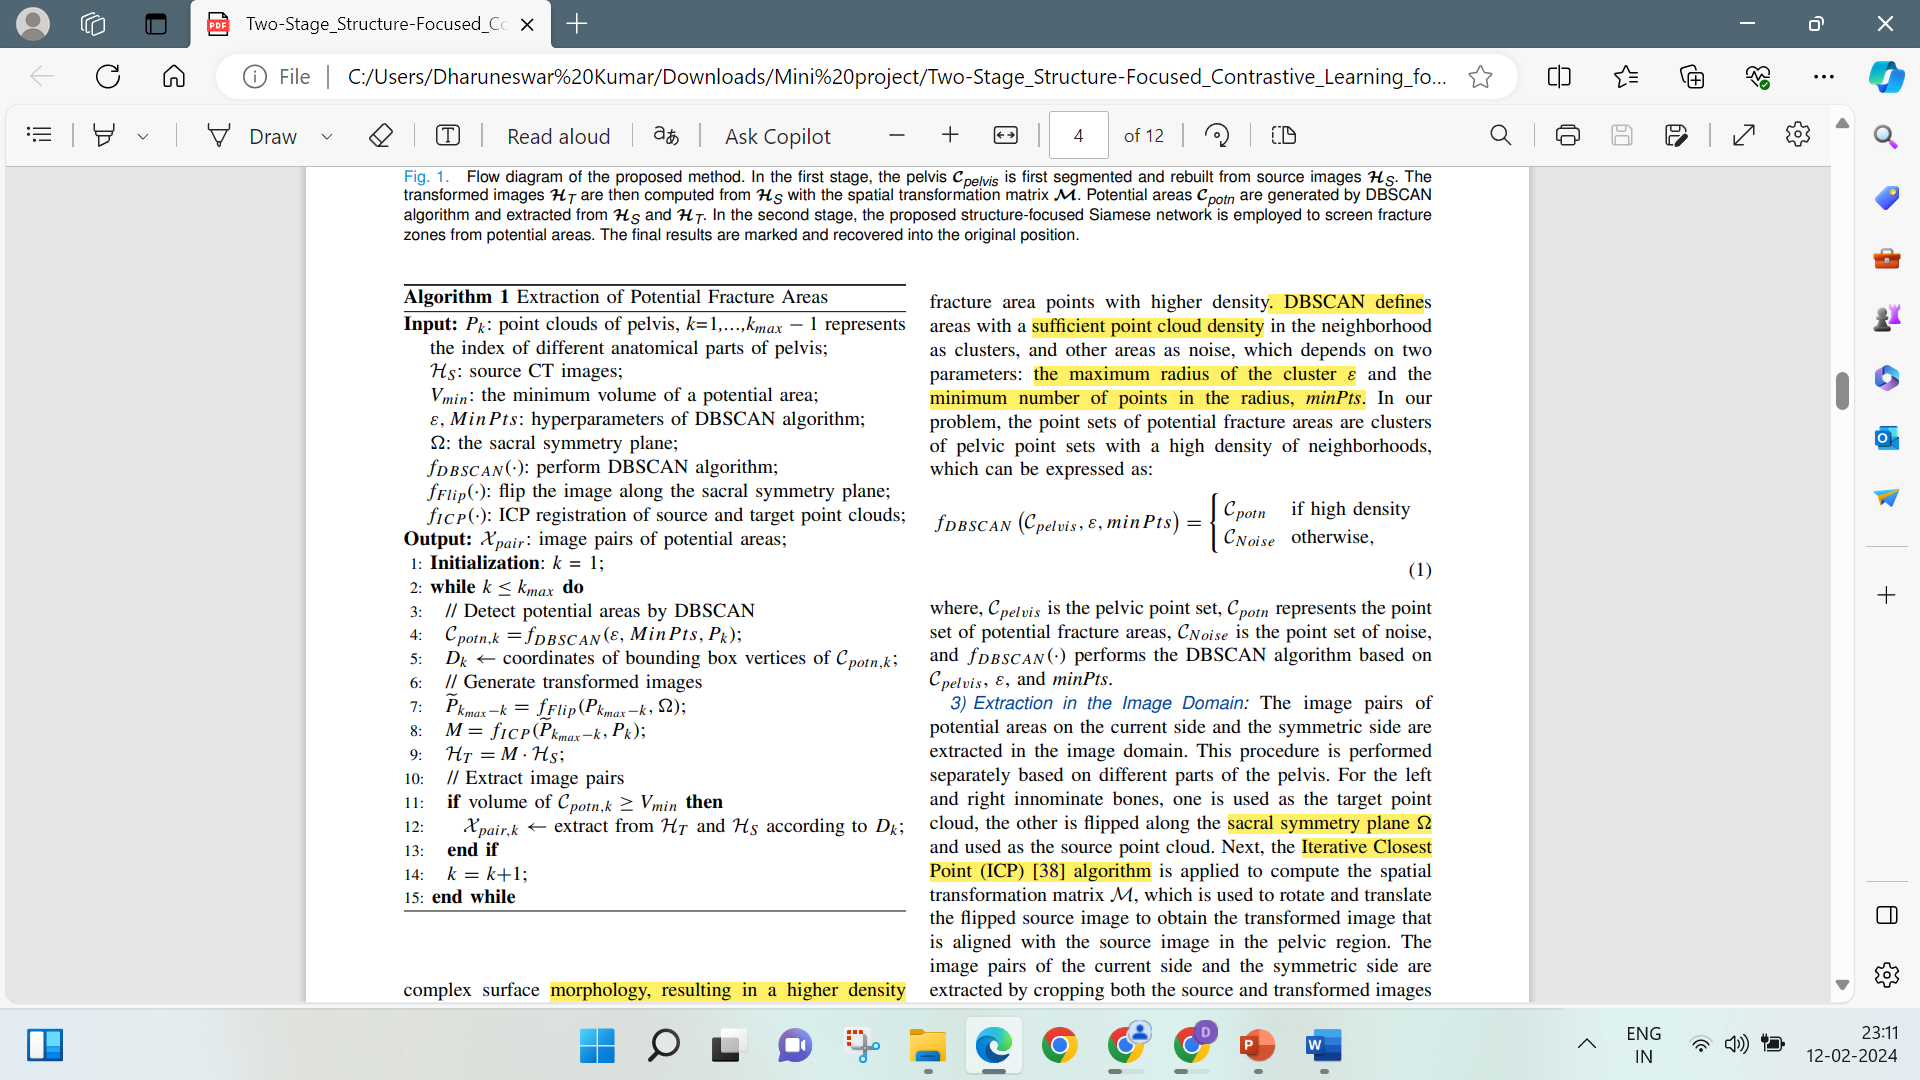 Two-Stage_Structure-Focused_Co
File
C:/Users/Dharuneswar%20Kumar/Downloads/Mini%20project/Two-Stage_Structure-Focused_Contrastive_Learning_fo...
Draw
Read aloud
aあ
Ask Copilot
4 of 12
Fig. 1. Flow diagram of the proposed method. In the first stage, the pelvis C_pelvis is first segmented and rebuilt from source images H_S. The
transformed images H_T are then computed from H_S with the spatial transformation matrix M. Potential areas C_potn are generated by DBSCAN
algorithm and extracted from H_S and H_T. In the second stage, the proposed structure-focused Siamese network is employed to screen fracture
zones from potential areas. The final results are marked and recovered into the original position.
Algorithm 1 Extraction of Potential Fracture Areas
Input: P_k: point clouds of pelvis, k=1,...,k_max − 1 represents
the index of different anatomical parts of pelvis;
H_S: source CT images;
V_min: the minimum volume of a potential area;
ε, MinPts: hyperparameters of DBSCAN algorithm;
Ω: the sacral symmetry plane;
f_DBSCAN(·): perform DBSCAN algorithm;
f_Flip(·): flip the image along the sacral symmetry plane;
f_ICP(·): ICP registration of source and target point clouds;
Output: X_pair: image pairs of potential areas;
1: Initialization: k = 1;
2: while k ≤ k_max do
3: // Detect potential areas by DBSCAN
4: C_potn,k = f_DBSCAN(ε, MinPts, P_k);
5: D_k ← coordinates of bounding box vertices of C_potn,k;
6: // Generate transformed images
7: P̃_kmax−k = f_Flip(P_kmax−k, Ω);
8: M = f_ICP(P̃_kmax−k, P_k);
9: H_T = M · H_S;
10: // Extract image pairs
11: if volume of C_potn,k ≥ V_min then
12: X_pair,k ← extract from H_T and H_S according to D_k;
13: end if
14: k = k+1;
15: end while
complex surface morphology, resulting in a higher density
fracture area points with higher density. DBSCAN defines
areas with a sufficient point cloud density in the neighborhood
as clusters, and other areas as noise, which depends on two
parameters: the maximum radius of the cluster ε and the
minimum number of points in the radius, minPts. In our
problem, the point sets of potential fracture areas are clusters
of pelvic point sets with a high density of neighborhoods,
which can be expressed as:
f_DBSCAN (C_pelvis, ε, minPts) = { C_potn if high density
C_Noise otherwise,
(1)
where, C_pelvis is the pelvic point set, C_potn represents the point
set of potential fracture areas, C_Noise is the point set of noise,
and f_DBSCAN(·) performs the DBSCAN algorithm based on
C_pelvis, ε, and minPts.
3) Extraction in the Image Domain: The image pairs of
potential areas on the current side and the symmetric side are
extracted in the image domain. This procedure is performed
separately based on different parts of the pelvis. For the left
and right innominate bones, one is used as the target point
cloud, the other is flipped along the sacral symmetry plane Ω
and used as the source point cloud. Next, the Iterative Closest
Point (ICP) [38] algorithm is applied to compute the spatial
transformation matrix M, which is used to rotate and translate
the flipped source image to obtain the transformed image that
is aligned with the source image in the pelvic region. The
image pairs of the current side and the symmetric side are
extracted by cropping both the source and transformed images
ENG
IN
23:11
12-02-2024